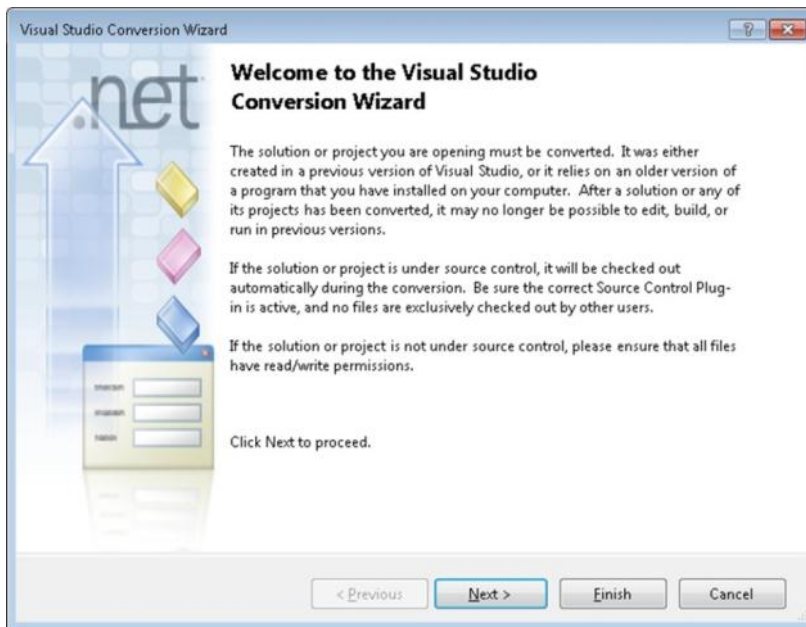 Visual Studio Conversion Wizard
.net
Welcome to the Visual Studio
Conversion Wizard
The solution or project you are opening must be converted. It was either
created in a previous version of Visual Studio, or it relies on an older version of
a program that you have installed on your computer. After a solution or any of
its projects has been converted, it may no longer be possible to edit, build, or
run in previous versions.
If the solution or project is under source control, it will be checked out
automatically during the conversion. Be sure the correct Source Control Plug-
in is active, and no files are exclusively checked out by other users.
If the solution or project is not under source control, please ensure that all files
have read/write permissions.
Click Next to proceed.
< Previous
Next >
Finish
Cancel